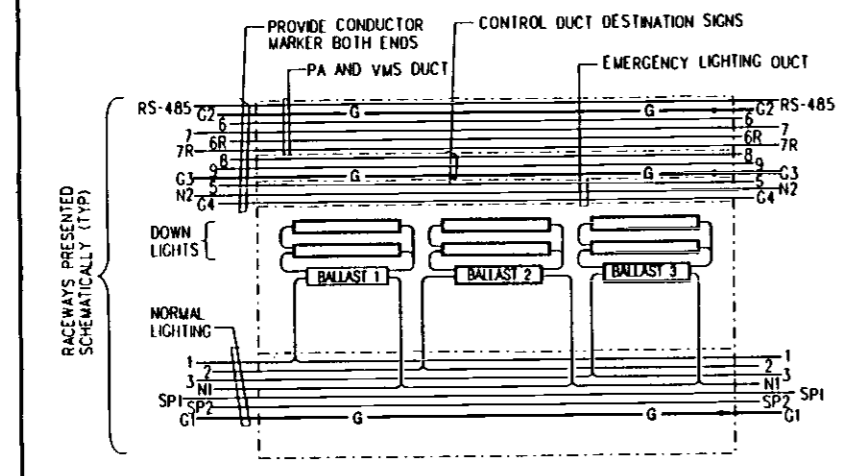 PROVIDE CONDUCTOR
MARKER BOTH ENDS
CONTROL DUCT DESTINATION SIGNS
PA AND VMS DUCT
EMERGENCY LIGHTING DUCT
RS-485 RS-485
G2 G G G2
6 6
7 7
6R 6R
7R 7R
8 8
9 9
G3 G G G3
5 5
N2 N2
G4 G4
RACEWAYS PRESENTED
SCHEMATICALLY (TYP)
DOWN
LIGHTS
BALLAST 1 BALLAST 2 BALLAST 3
NORMAL
LIGHTING
1 1
2 2
3 3
N1 N1
SP1 SP1
SP2 SP2
G1 G G G1